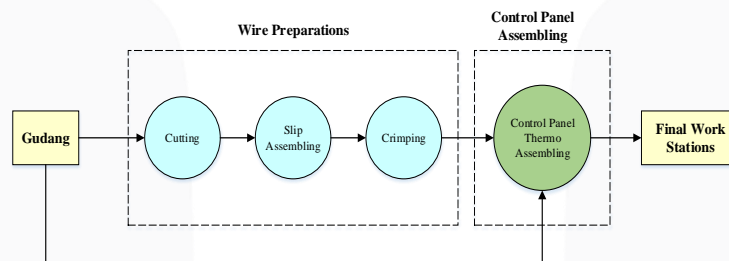 Wire Preparations
Control Panel
Assembling
Gudang
Cutting
Slip
Assembling
Crimping
Control Panel
Thermo
Assembling
Final Work
Stations